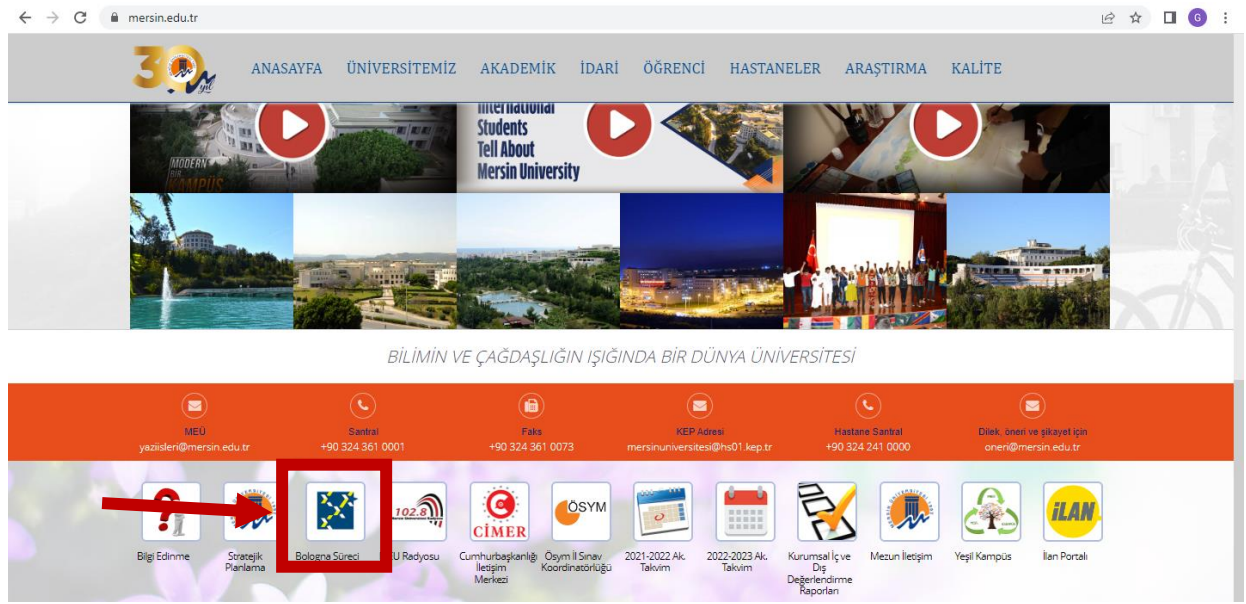 mersin.edu.tr
G
30
yıl
ANASAYFA ÜNİVERSİTEMİZ AKADEMİK İDARİ ÖĞRENCİ HASTANELER ARAŞTIRMA KALİTE
MODERN
BİR
KAMPÜS
International
Students
Tell About
Mersin University
BİLİMİN VE ÇAĞDAŞLIĞIN IŞIĞINDA BİR DÜNYA ÜNİVERSİTESİ
MEÜ
yaziisleri@mersin.edu.tr
Santral
+90 324 361 0001
Faks
+90 324 361 0073
KEP Adresi
mersinuniversitesi@hs01.kep.tr
Hastane Santral
+90 324 241 0000
Dilek, öneri ve şikayet için
oneri@mersin.edu.tr
102.8
CİMER
ÖSYM
iLAN
Bilgi Edinme
Stratejik
Planlama
Bologna Süreci
Radyosu
Cumhurbaşkanlığı
İletişim
Merkezi
Ösym İl Sınav
Koordinatörlüğü
2021-2022 Ak.
Takvim
2022-2023 Ak.
Takvim
Kurumsal İç ve
Dış
Değerlendirme
Raporları
Mezun İletişim
Yeşil Kampüs
İlan Portalı